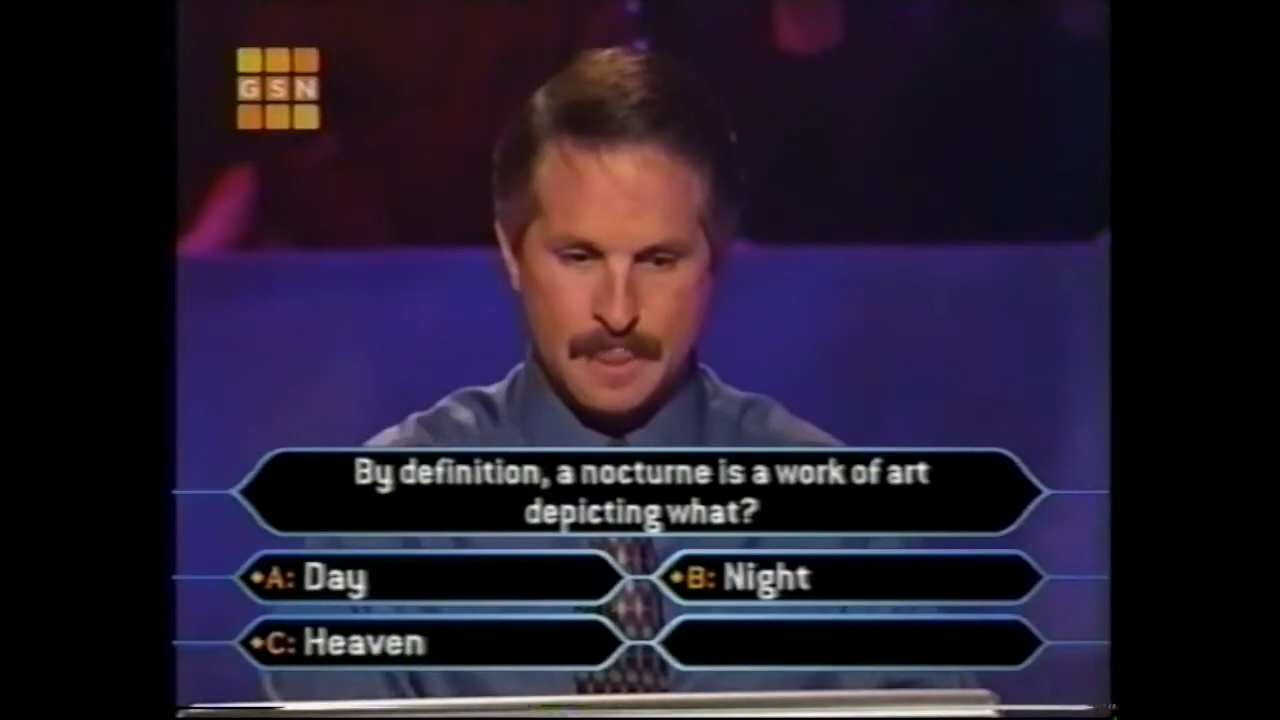 GSN
By definition, a nocturne is a work of art
depicting what?
A: Day
B: Night
C: Heaven